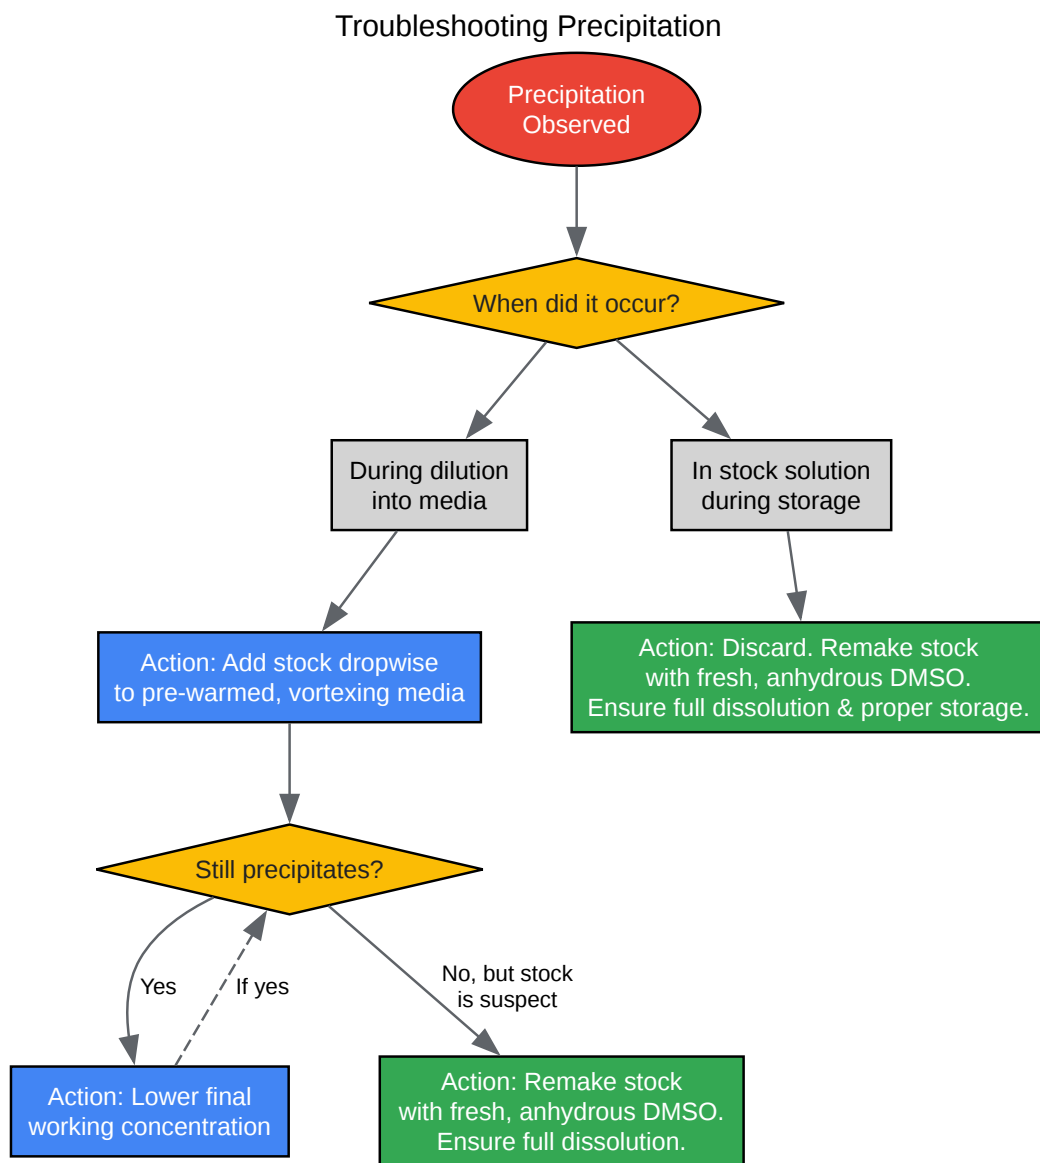 Troubleshooting Precipitation
Precipitation
Observed
When did it occur?
During dilution
into media
In stock solution
during storage
Action: Add stock dropwise
to pre-warmed, vortexing media
Action: Discard. Remake stock
with fresh, anhydrous DMSO.
Ensure full dissolution & proper storage.
Still precipitates?
Yes
If yes
No, but stock
is suspect
Action: Lower final
working concentration
Action: Remake stock
with fresh, anhydrous DMSO.
Ensure full dissolution.